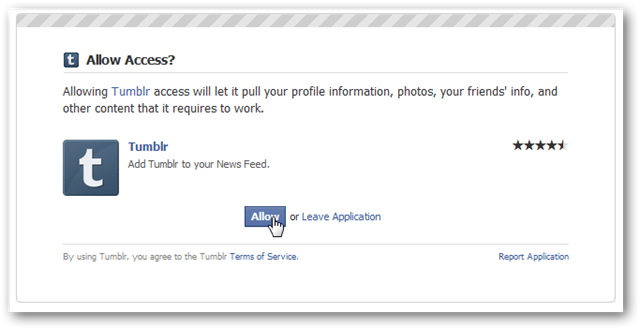 t Allow Access?
Allowing Tumblr access will let it pull your profile information, photos, your friends' info, and
other content that it requires to work.
t
Tumblr
Add Tumblr to your News Feed.
Allow or Leave Application
By using Tumblr, you agree to the Tumblr Terms of Service.
Report Application